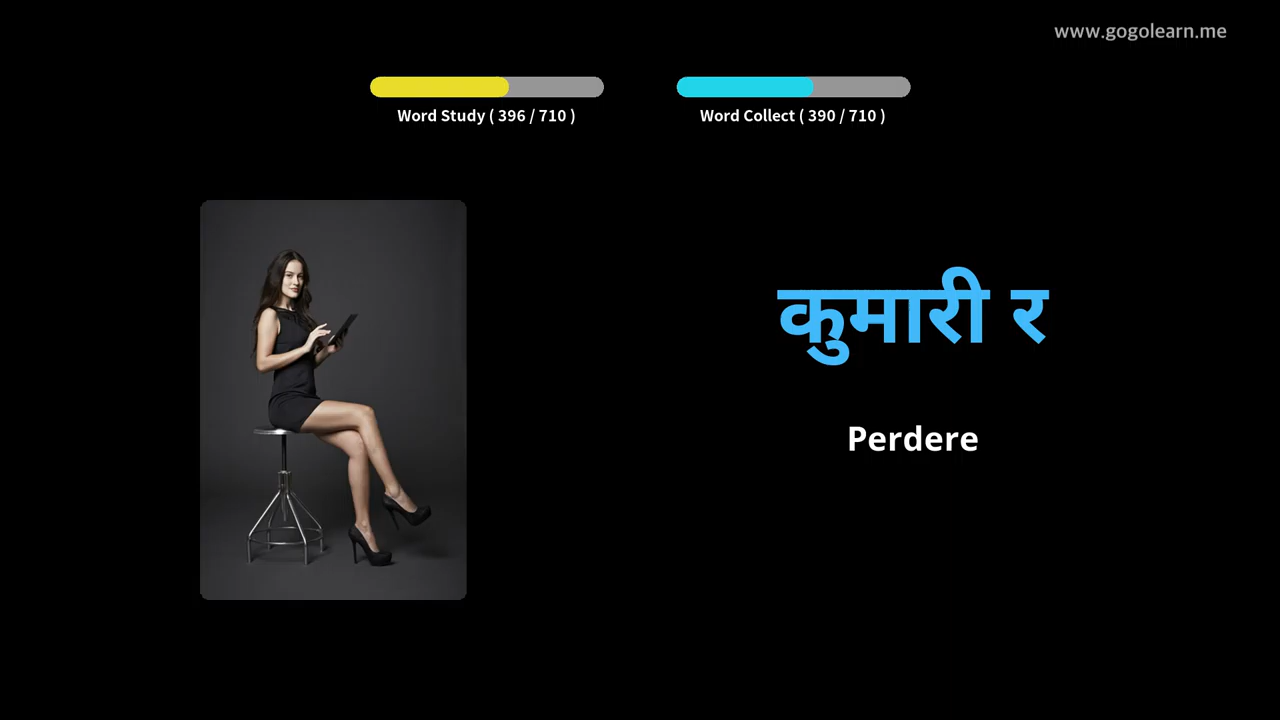 www.gogolearn.me
Word Study ( 396 / 710 )
Word Collect ( 390 / 710 )
कुमारी र
Perdere